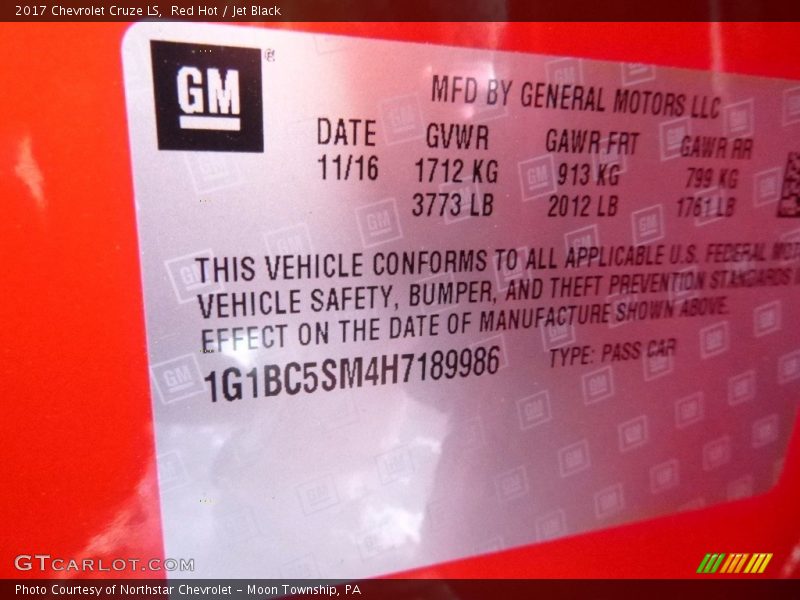 2017 Chevrolet Cruze LS, Red Hot / Jet Black
GM
MFD BY GENERAL MOTORS LLC
DATE GVWR GAWR FRT GAWR RR
11/16 1712 KG 913 KG 799 KG
3773 LB 2012 LB 1761 LB
THIS VEHICLE CONFORMS TO ALL APPLICABLE U.S. FEDERAL
VEHICLE SAFETY, BUMPER, AND THEFT PREVENTION STANDARDS
EFFECT ON THE DATE OF MANUFACTURE SHOWN ABOVE.
1G1BC5SM4H7189986 TYPE: PASS CAR
GTCARLOT.COM
Photo Courtesy of Northstar Chevrolet - Moon Township, PA